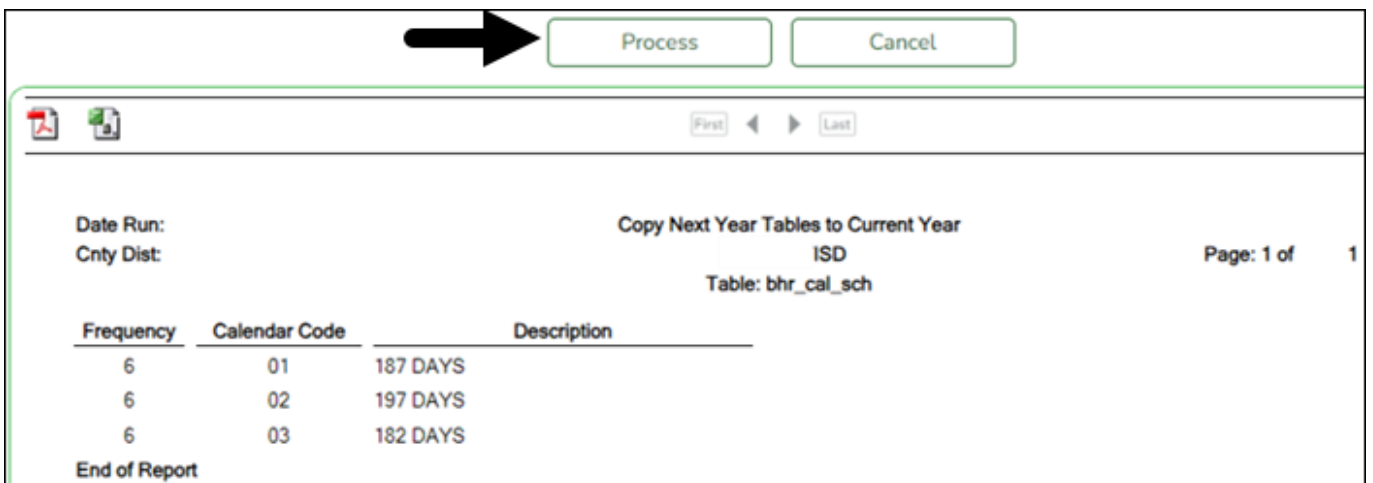 Process Cancel
First Last
Date Run: Copy Next Year Tables to Current Year
Cnty Dist: ISD Page: 1 of 1
Table: bhr_cal_sch
Frequency Calendar Code Description
6 01 187 DAYS
6 02 197 DAYS
6 03 182 DAYS
End of Report